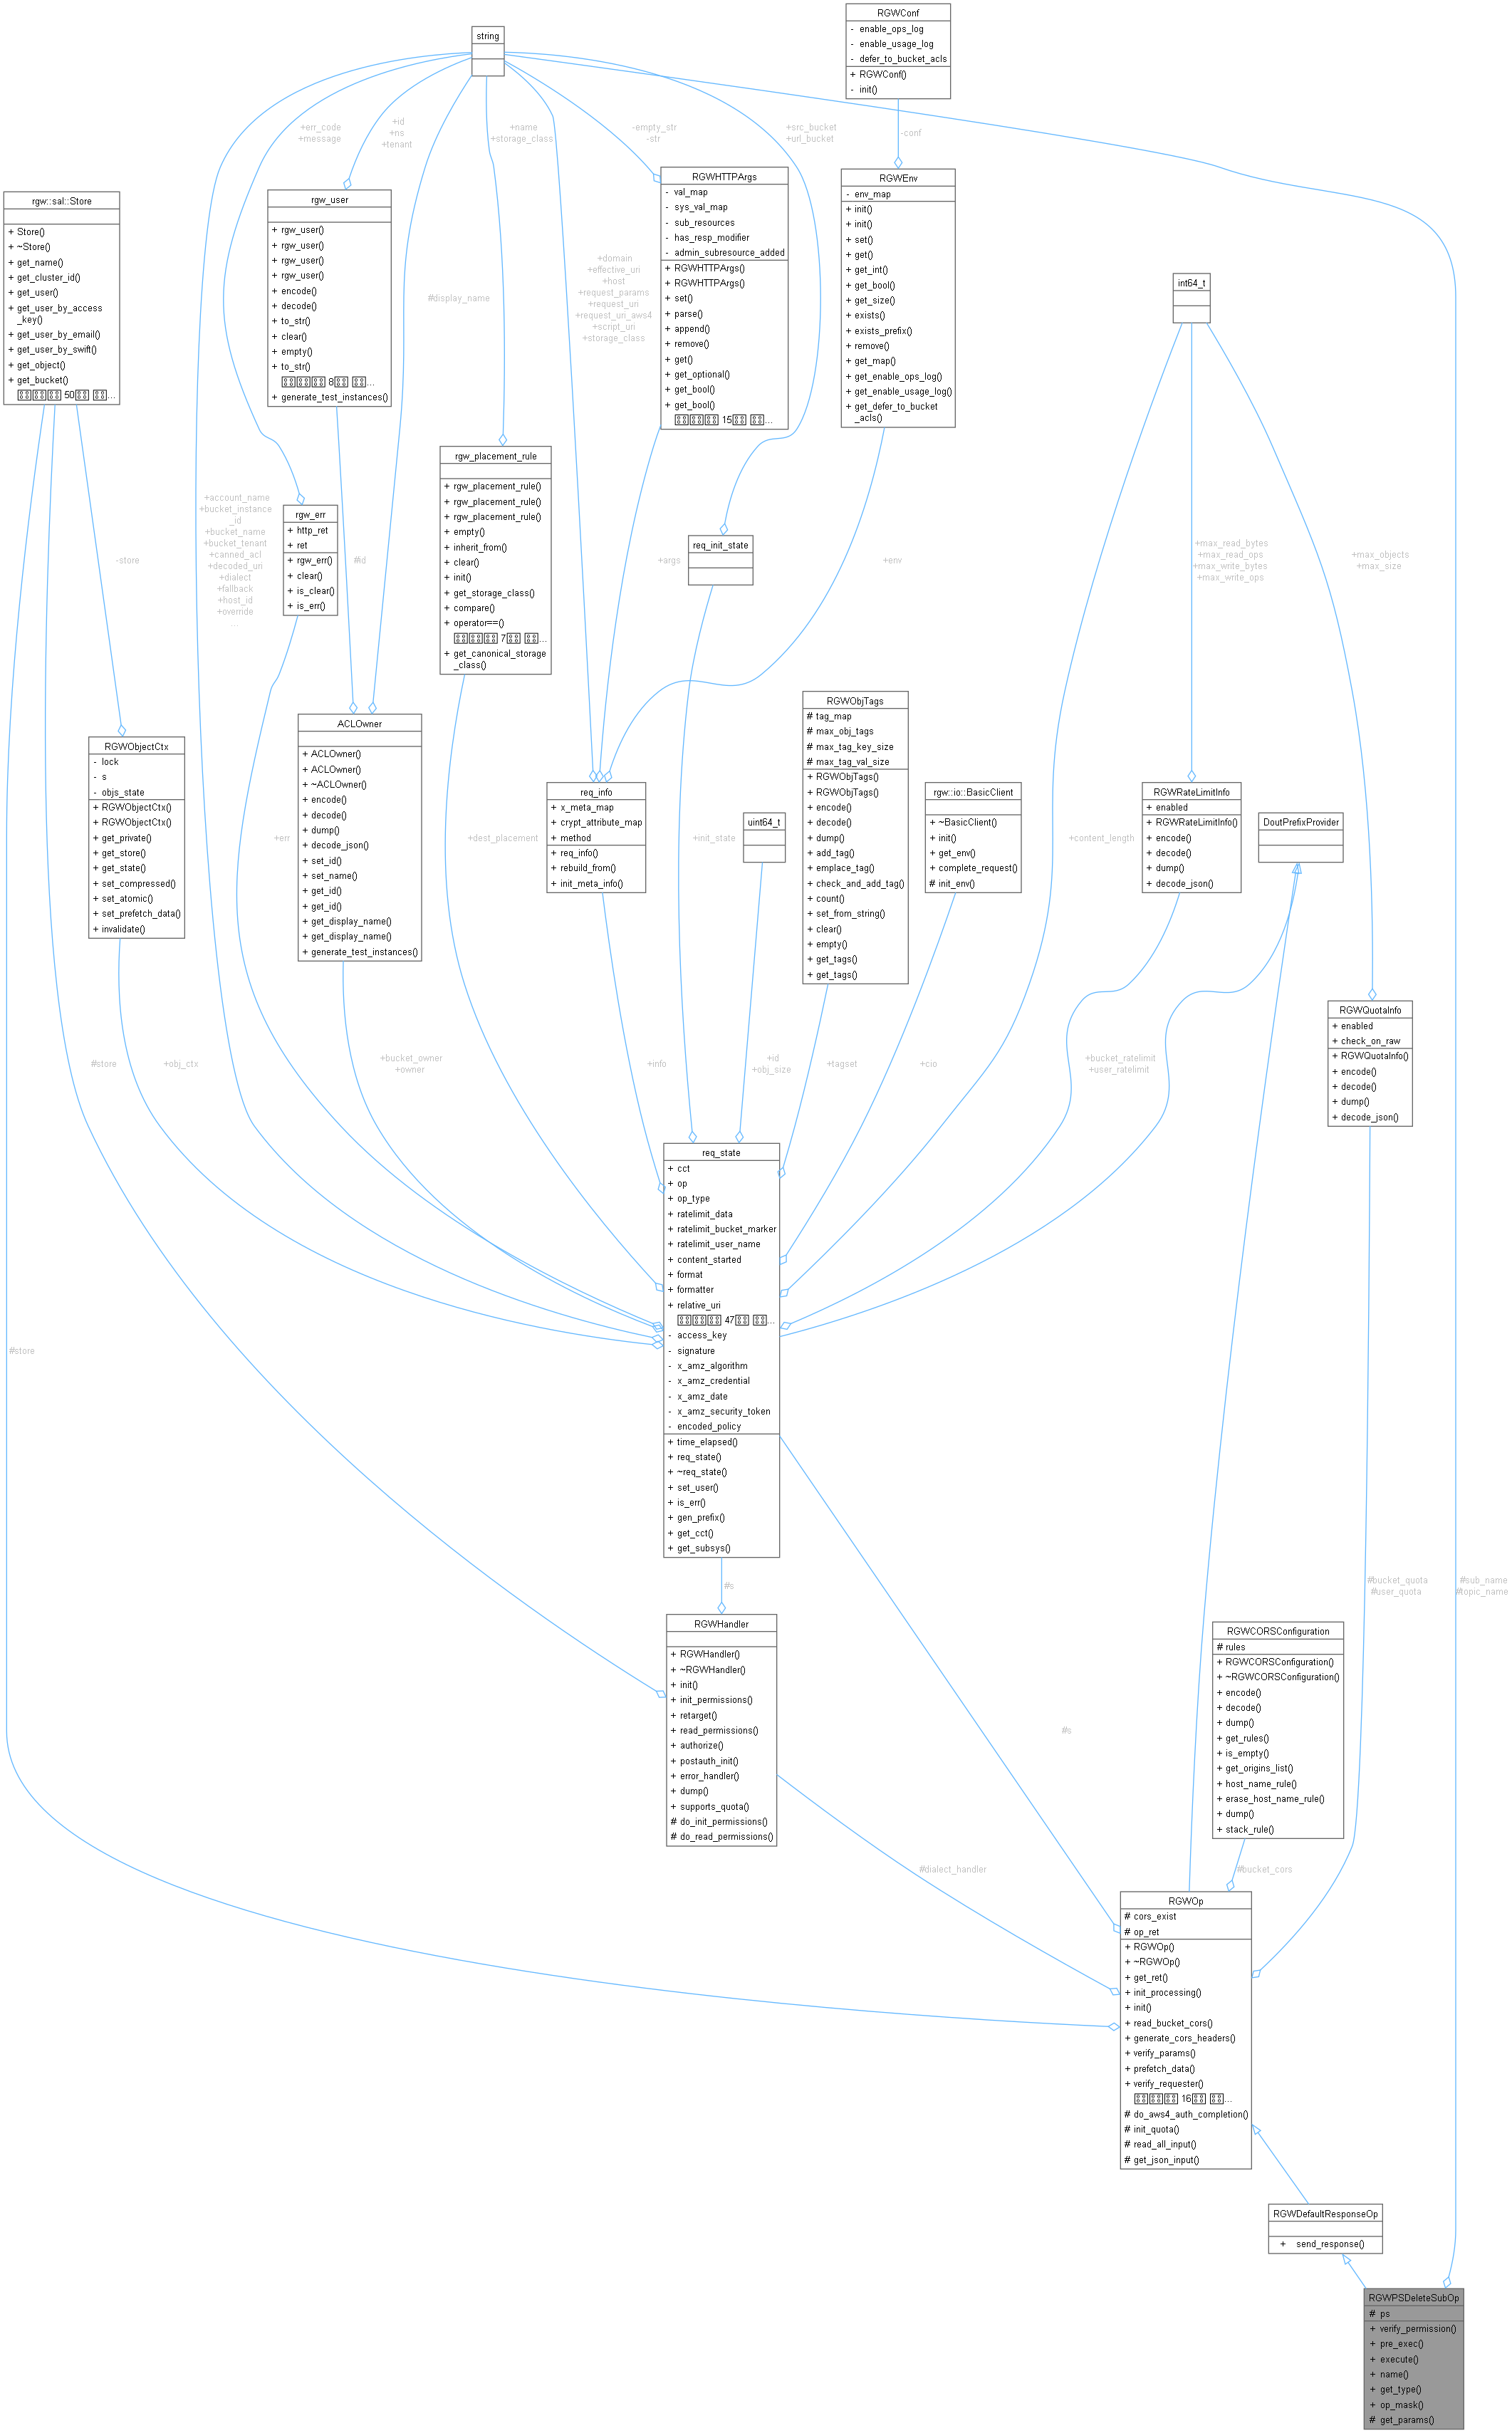 RGWConf
- enable_ops_log
- enable_usage_log
- defer_to_bucket_acls
+ RGWConf()
- init()
string
+err_code
+message
+id
+ns
+tenant
+name
+storage_class
-empty_str
-str
+src_bucket
+url_bucket
-conf
rgw::sal::Store
+ Store()
+ ~Store()
+ get_name()
+ get_cluster_id()
+ get_user()
+ get_user_by_access
_key()
+ get_user_by_email()
+ get_user_by_swift()
+ get_object()
+ get_bucket()
50
...
rgw_user
+ rgw_user()
+ rgw_user()
+ rgw_user()
+ rgw_user()
+ encode()
+ decode()
+ to_str()
+ clear()
+ empty()
+ to_str()
8
...
+ generate_test_instances()
RGWHTTPArgs
- val_map
- sys_val_map
- sub_resources
- has_resp_modifier
- admin_subresource_added
+ RGWHTTPArgs()
+ RGWHTTPArgs()
+ set()
+ parse()
+ append()
+ remove()
+ get()
+ get_optional()
+ get_bool()
+ get_bool()
15
...
RGWEnv
- env_map
+ init()
+ init()
+ set()
+ get()
+ get_int()
+ get_bool()
+ get_size()
+ exists()
+ exists_prefix()
+ remove()
+ get_map()
+ get_enable_ops_log()
+ get_enable_usage_log()
+ get_defer_to_bucket
_acls()
int64_t
#display_name
+domain
+effective_uri
+host
+request_params
+request_uri
+request_uri_aws4
+script_uri
+storage_class
rgw_placement_rule
+ rgw_placement_rule()
+ rgw_placement_rule()
+ rgw_placement_rule()
+ empty()
+ inherit_from()
+ clear()
+ init()
+ get_storage_class()
+ compare()
+ operator==()
7
...
+ get_canonical_storage
_class()
+account_name
+bucket_instance
_id
+bucket_name
+bucket_tenant
+canned_acl
+decoded_uri
+dialect
+fallback
+host_id
+override
...
rgw_err
+ http_ret
+ ret
+ rgw_err()
+ clear()
+ is_clear()
+ is_err()
-store
#id
+args
req_init_state
+env
+max_read_bytes
+max_read_ops
+max_write_bytes
+max_write_ops
+max_objects
+max_size
RGWObjectCtx
- lock
- s
- objs_state
+ RGWObjectCtx()
+ RGWObjectCtx()
+ get_private()
+ get_store()
+ get_state()
+ set_compressed()
+ set_atomic()
+ set_prefetch_data()
+ invalidate()
ACLOwner
+ ACLOwner()
+ ACLOwner()
+ ~ACLOwner()
+ encode()
+ decode()
+ dump()
+ decode_json()
+ set_id()
+ set_name()
+ get_id()
+ get_id()
+ get_display_name()
+ get_display_name()
+ generate_test_instances()
req_info
+ x_meta_map
+ crypt_attribute_map
+ method
+ req_info()
+ rebuild_from()
+ init_meta_info()
uint64_t
RGWObjTags
# tag_map
# max_obj_tags
# max_tag_key_size
# max_tag_val_size
+ RGWObjTags()
+ RGWObjTags()
+ encode()
+ decode()
+ dump()
+ add_tag()
+ emplace_tag()
+ check_and_add_tag()
+ count()
+ set_from_string()
+ clear()
+ empty()
+ get_tags()
+ get_tags()
rgw::io::BasicClient
+ ~BasicClient()
+ init()
+ get_env()
+ complete_request()
# init_env()
RGWRateLimitInfo
+ enabled
+ RGWRateLimitInfo()
+ encode()
+ decode()
+ dump()
+ decode_json()
DoutPrefixProvider
+err
+dest_placement
+init_state
+content_length
RGWQuotaInfo
+ enabled
+ check_on_raw
+ RGWQuotaInfo()
+ encode()
+ decode()
+ dump()
+ decode_json()
#store
+obj_ctx
+bucket_owner
+owner
+info
+id
+obj_size
+tagset
+cio
+bucket_ratelimit
+user_ratelimit
req_state
+ cct
+ op
+ op_type
+ ratelimit_data
+ ratelimit_bucket_marker
+ ratelimit_user_name
+ content_started
+ format
+ formatter
+ relative_uri
47
...
- access_key
- signature
- x_amz_algorithm
- x_amz_credential
- x_amz_date
- x_amz_security_token
- encoded_policy
+ time_elapsed()
+ req_state()
+ ~req_state()
+ set_user()
+ is_err()
+ gen_prefix()
+ get_cct()
+ get_subsys()
#store
#s
#bucket_quota
#user_quota
#sub_name
#topic_name
RGWHandler
+ RGWHandler()
+ ~RGWHandler()
+ init()
+ init_permissions()
+ retarget()
+ read_permissions()
+ authorize()
+ postauth_init()
+ error_handler()
+ dump()
+ supports_quota()
# do_init_permissions()
# do_read_permissions()
#s
RGWCORSConfiguration
# rules
+ RGWCORSConfiguration()
+ ~RGWCORSConfiguration()
+ encode()
+ decode()
+ dump()
+ get_rules()
+ is_empty()
+ get_origins_list()
+ host_name_rule()
+ erase_host_name_rule()
+ dump()
+ stack_rule()
#dialect_handler
#bucket_cors
RGWOp
# cors_exist
# op_ret
+ RGWOp()
+ ~RGWOp()
+ get_ret()
+ init_processing()
+ init()
+ read_bucket_cors()
+ generate_cors_headers()
+ verify_params()
+ prefetch_data()
+ verify_requester()
16
...
# do_aws4_auth_completion()
# init_quota()
# read_all_input()
# get_json_input()
RGWDefaultResponseOp
+ send_response()
RGWPSDeleteSubOp
# ps
+ verify_permission()
+ pre_exec()
+ execute()
+ name()
+ get_type()
+ op_mask()
# get_params()